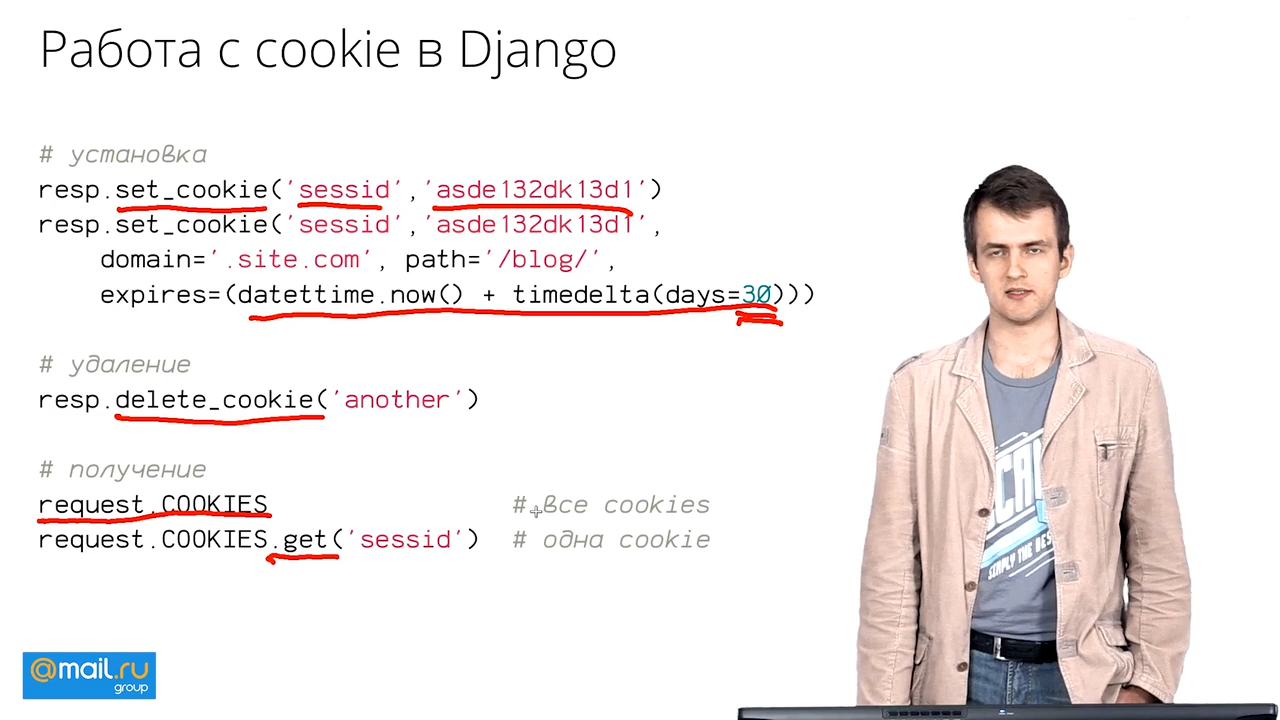 Работа с cookie в Django
# установка
resp.set_cookie('sessid','asde132dk13d1')
resp.set_cookie('sessid','asde132dk13d1',
domain='.site.com', path='/blog/',
expires=(datettime.now() + timedelta(days=30)))
# удаление
resp.delete_cookie('another')
# получение
request.COOKIES # все cookies
request.COOKIES.get('sessid') # одна cookie
SIMPLY THE
@mail.ru
group